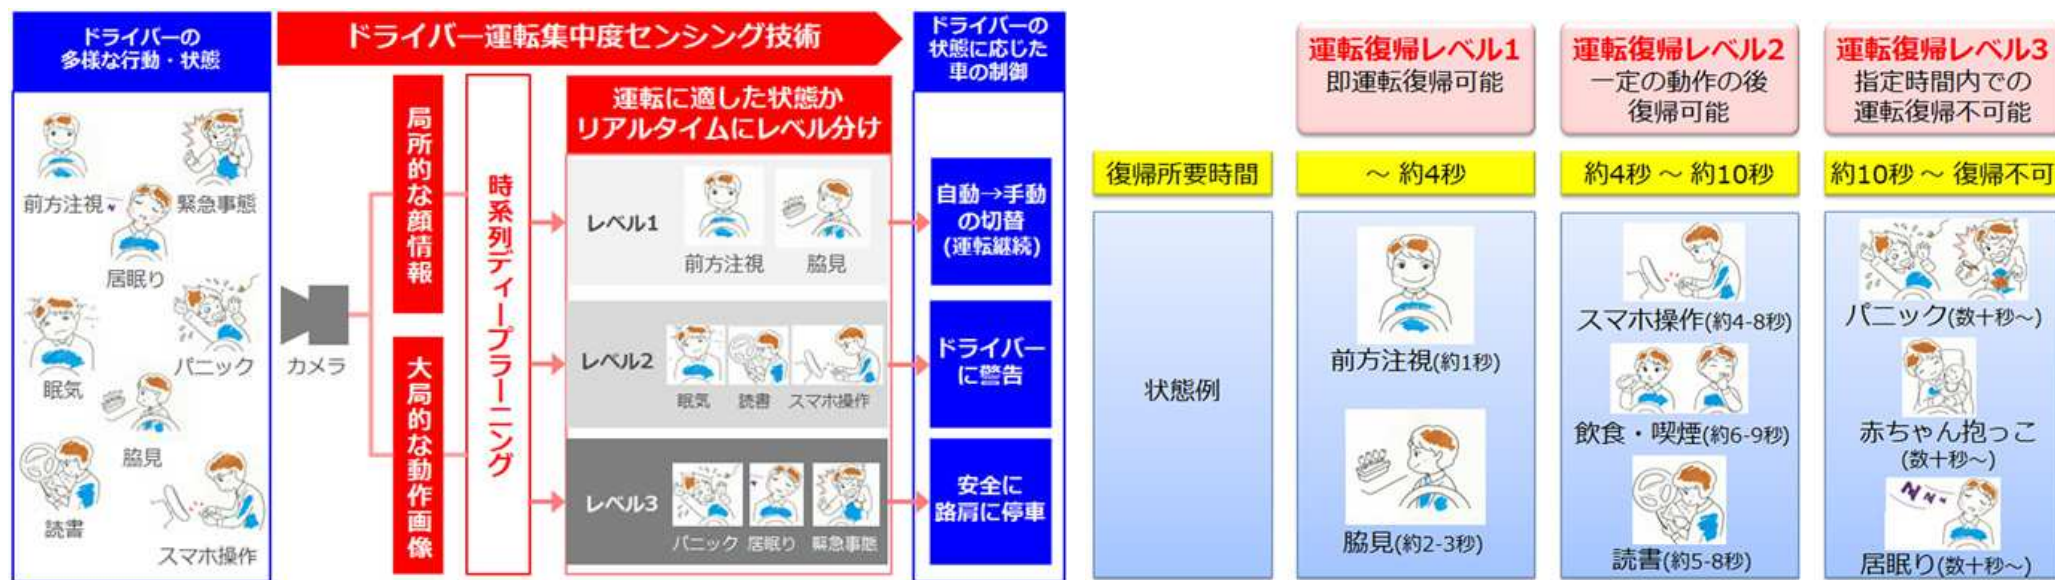 ドライバーの
多様な行動・状態
前方注視
緊急事態
居眠り
眠気
パニック
脇見
読書
スマホ操作
カメラ
ドライバー運転集中度センシング技術
局所的な顔情報
大局的な動作画像
時系列ディープラーニング
運転に適した状態か
リアルタイムにレベル分け
レベル1
前方注視
脇見
レベル2
眠気
読書
スマホ操作
レベル3
パニック
居眠り
緊急事態
ドライバーの
状態に応じた
車の制御
自動→手動
の切替
(運転継続)
ドライバー
に警告
安全に
路肩に停車
運転復帰レベル1
即運転復帰可能
運転復帰レベル2
一定の動作の後
復帰可能
運転復帰レベル3
指定時間内での
運転復帰不可能
復帰所要時間
～ 約4秒
約4秒 ～ 約10秒
約10秒 ～ 復帰不可
状態例
前方注視(約1秒)
脇見(約2-3秒)
スマホ操作(約4-8秒)
飲食・喫煙(約6-9秒)
読書(約5-8秒)
パニック(数十秒～)
赤ちゃん抱っこ
(数十秒～)
居眠り(数十秒～)